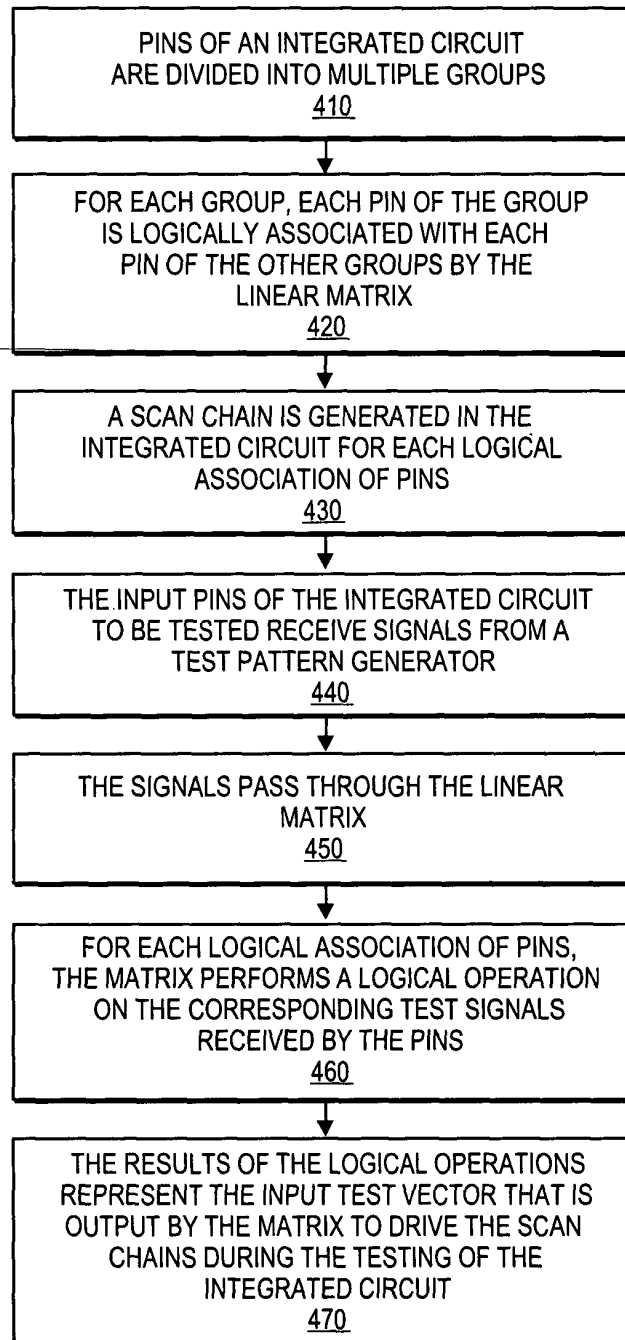 PINS OF AN INTEGRATED CIRCUIT
ARE DIVIDED INTO MULTIPLE GROUPS
410
FOR EACH GROUP, EACH PIN OF THE GROUP
IS LOGICALLY ASSOCIATED WITH EACH
PIN OF THE OTHER GROUPS BY THE
LINEAR MATRIX
420
A SCAN CHAIN IS GENERATED IN THE
INTEGRATED CIRCUIT FOR EACH LOGICAL
ASSOCIATION OF PINS
430
THE INPUT PINS OF THE INTEGRATED CIRCUIT
TO BE TESTED RECEIVE SIGNALS FROM A
TEST PATTERN GENERATOR
440
THE SIGNALS PASS THROUGH THE LINEAR
MATRIX
450
FOR EACH LOGICAL ASSOCIATION OF PINS,
THE MATRIX PERFORMS A LOGICAL OPERATION
ON THE CORRESPONDING TEST SIGNALS
RECEIVED BY THE PINS
460
THE RESULTS OF THE LOGICAL OPERATIONS
REPRESENT THE INPUT TEST VECTOR THAT IS
OUTPUT BY THE MATRIX TO DRIVE THE SCAN
CHAINS DURING THE TESTING OF THE
INTEGRATED CIRCUIT
470